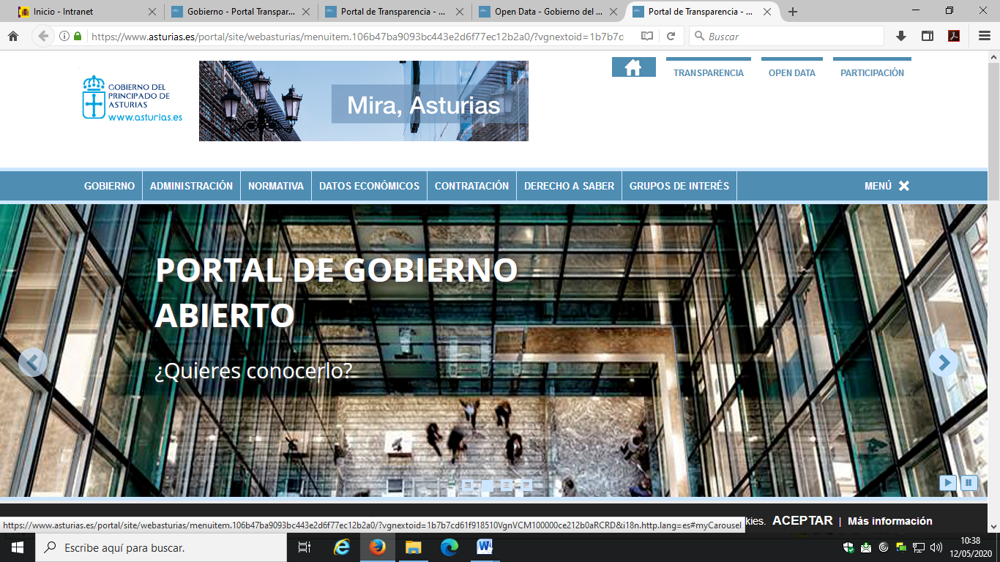 Inicio - Intranet
Gobierno - Portal Transpar...
Portal de Transparencia - ...
Open Data - Gobierno del ...
Portal de Transparencia - ...
https://www.asturias.es/portal/site/webasturias/menuitem.106b47ba9093bc443e2d6f77ec12b2a0/?vgnextoid=1b7b7c
Buscar
GOBIERNO DEL
PRINCIPADO DE
ASTURIAS
www.asturias.es
Mira, Asturias
TRANSPARENCIA
OPEN DATA
PARTICIPACIÓN
GOBIERNO
ADMINISTRACIÓN
NORMATIVA
DATOS ECONÓMICOS
CONTRATACIÓN
DERECHO A SABER
GRUPOS DE INTERÉS
MENÚ
PORTAL DE GOBIERNO
ABIERTO
¿Quieres conocerlo?
https://www.asturias.es/portal/site/webasturias/menuitem.106b47ba9093bc443e2d6f77ec12b2a0/?vgnextoid=1b7b7cd61f918510VgnVCM100000ce212b0aRCRD&i18n.http.lang=es#myCarousel
kies. ACEPTAR | Más información
Escribe aquí para buscar.
10:38
12/05/2020